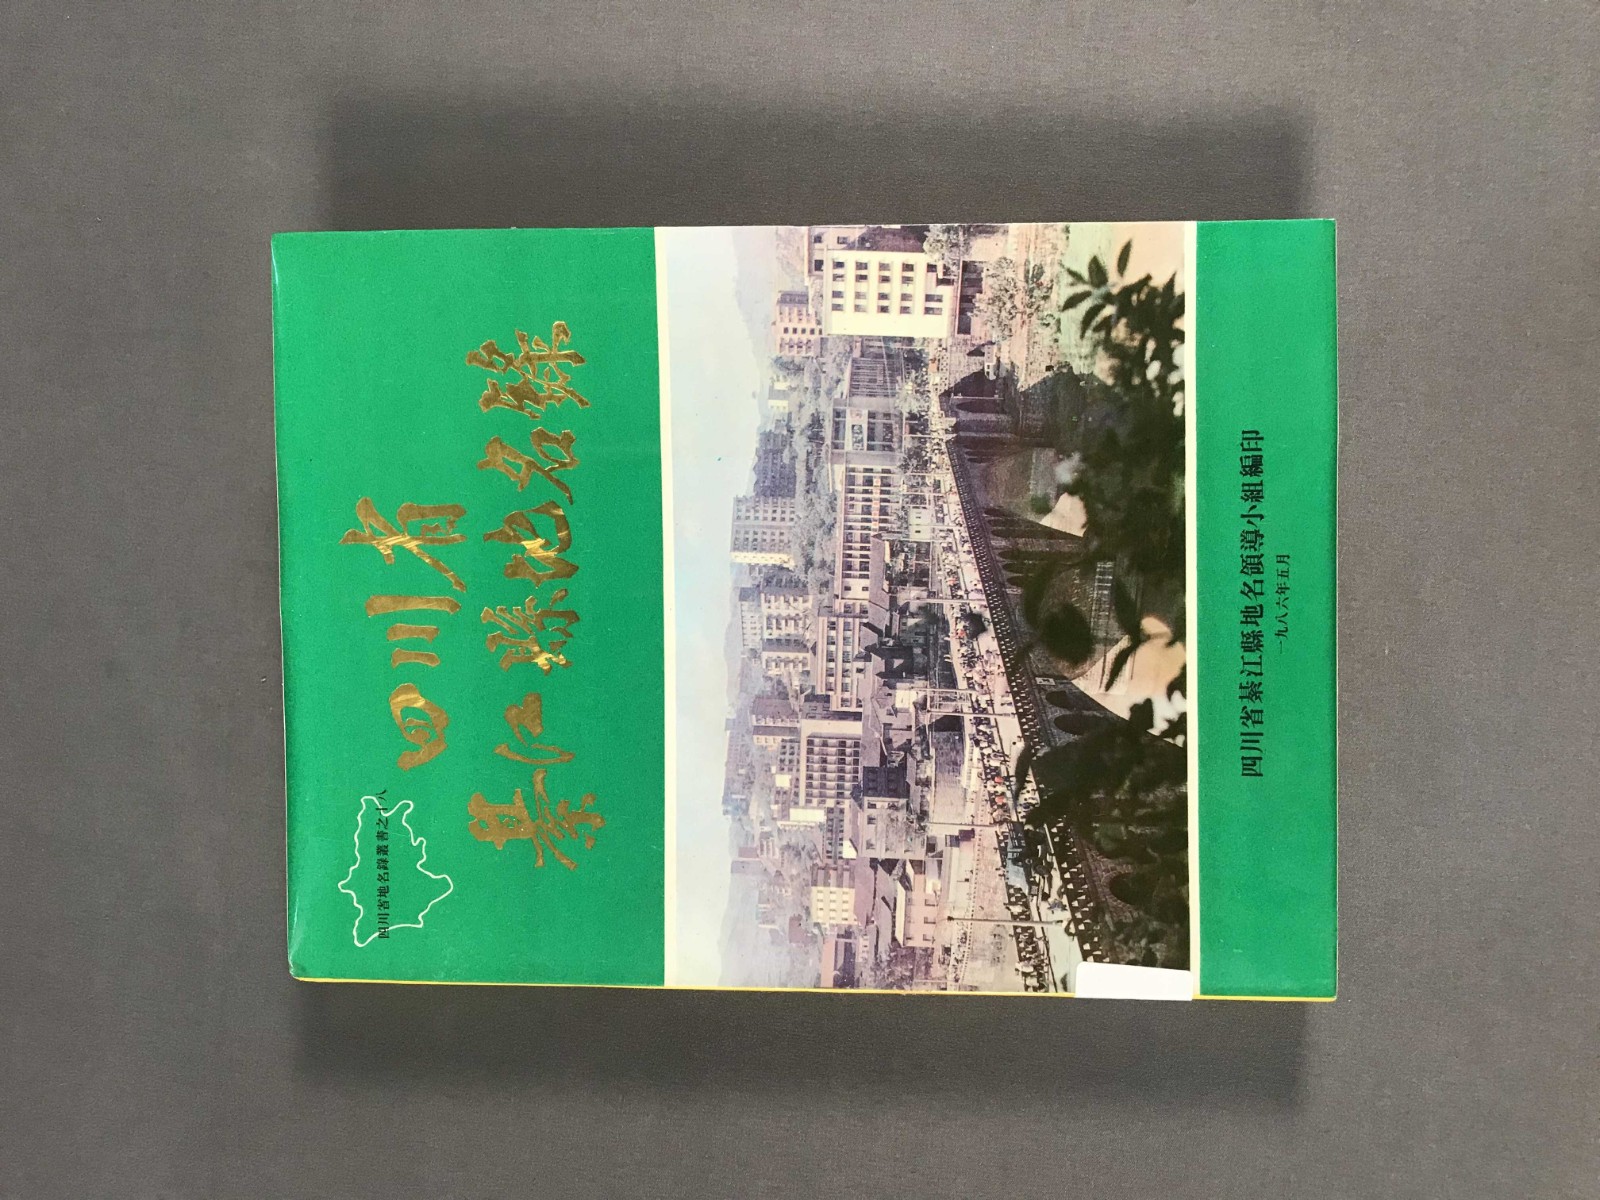 四川省地名錄叢書之十八
四川省
綦江縣地名錄
四川省綦江縣地名領導小組編印
一九八六年五月